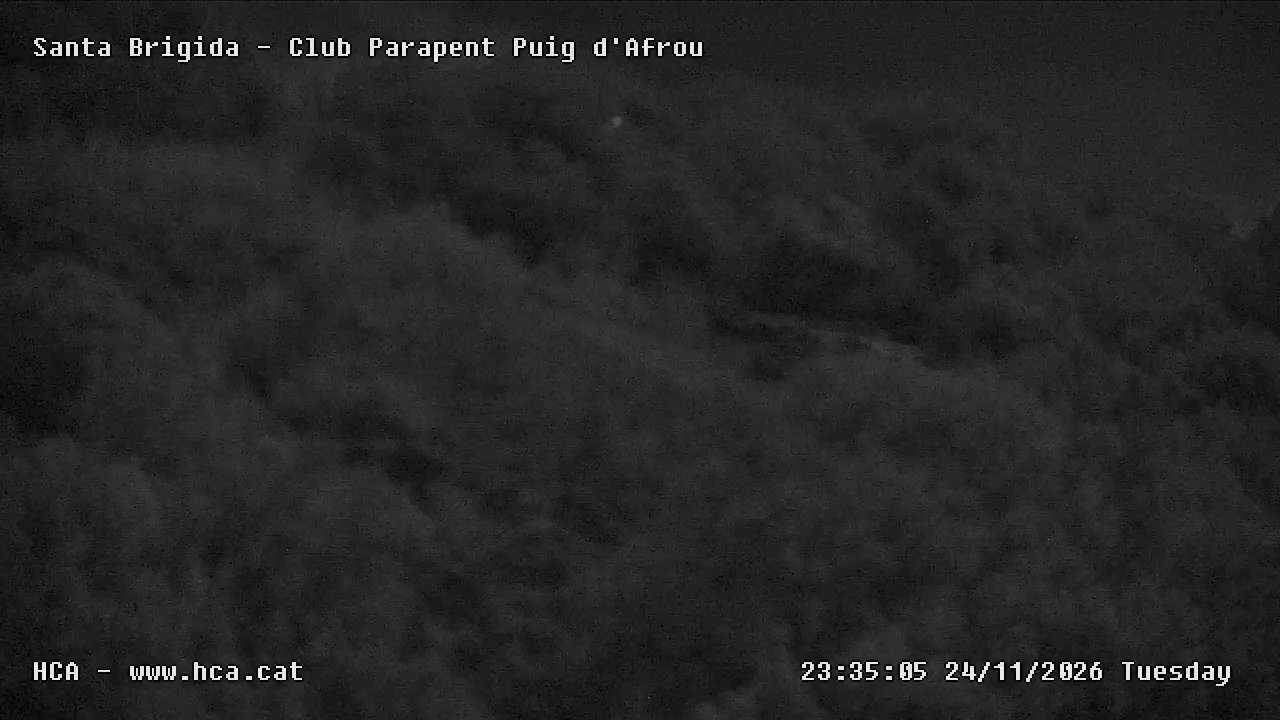 Santa Brigida - Club Parapent Puig d'Afrou
HCA - www.hca.cat
23:35:05 24/11/2026 Tuesday